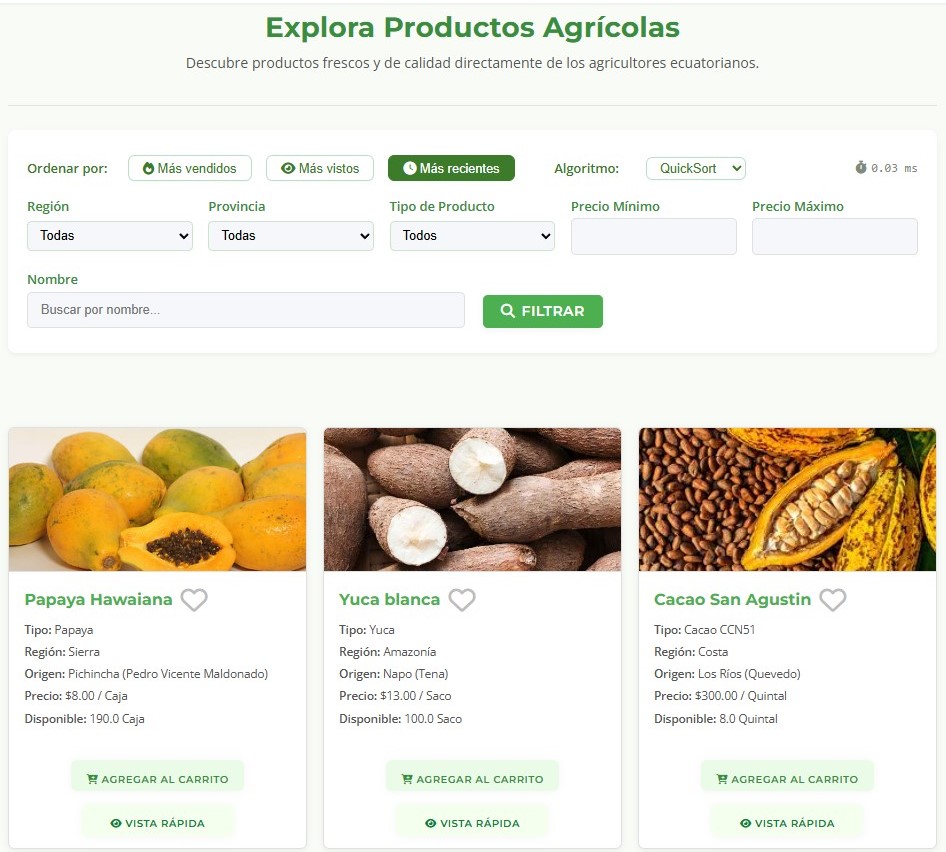 Explora Productos Agrícolas
Descubre productos frescos y de calidad directamente de los agricultores ecuatorianos.
Ordenar por: Más vendidos Más vistos Más recientes Algoritmo: QuickSort 0.03 ms
Región Provincia Tipo de Producto Precio Mínimo Precio Máximo
Todas Todas Todos
Nombre
Buscar por nombre... FILTRAR
Papaya Hawaiana
Tipo: Papaya
Región: Sierra
Origen: Pichincha (Pedro Vicente Maldonado)
Precio: $8.00 / Caja
Disponible: 190.0 Caja
AGREGAR AL CARRITO
VISTA RÁPIDA
Yuca blanca
Tipo: Yuca
Región: Amazonía
Origen: Napo (Tena)
Precio: $13.00 / Saco
Disponible: 100.0 Saco
AGREGAR AL CARRITO
VISTA RÁPIDA
Cacao San Agustin
Tipo: Cacao CCN51
Región: Costa
Origen: Los Ríos (Quevedo)
Precio: $300.00 / Quintal
Disponible: 8.0 Quintal
AGREGAR AL CARRITO
VISTA RÁPIDA